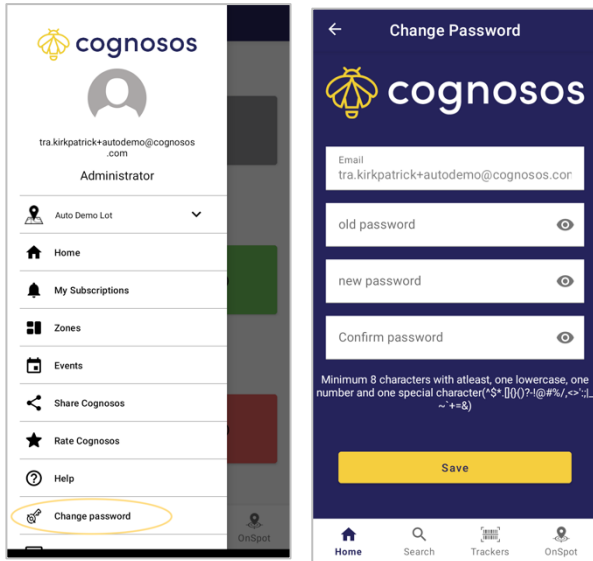 cognosos
tra.kirkpatrick+autodemo@cognosos
.com
Administrator
Auto Demo Lot
Home
My Subscriptions
Zones
Events
Share Cognosos
Rate Cognosos
Help
Change password
OnSpot
Change Password
cognosos
Email
tra.kirkpatrick+autodemo@cognosos.con
old password
new password
Confirm password
Minimum 8 characters with atleast, one lowercase, one
number and one special character(^$*.[]{}()?-!@#%/,<>':;|_
~`+=&)
Save
Home
Search
Trackers
OnSpot